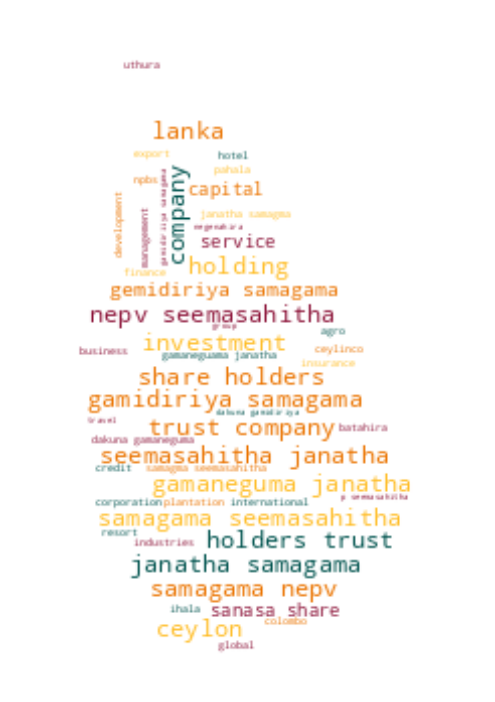 uthura
lanka
export hotel
pahala
npbs capital
development management gemidiriya samagama company
janatha samagma
negenahira
service
finance holding
gemidiriya samagama
nepv seemasahitha
group
agro
investment
business gamaneguama janatha ceylinco
insurance
share holders
gamidiriya samagama
dakuna gamidiriya
travel trust company batahira
dakuna gamaneguma
seemasahitha janatha
credit samagma seemasahitha
gamaneguma janatha
p seemasahitha
corporation plantation international
samagama seemasahitha
resort
industries holders trust
janatha samagama
samagama nepv
ihala sanasa share
colombo
ceylon
global